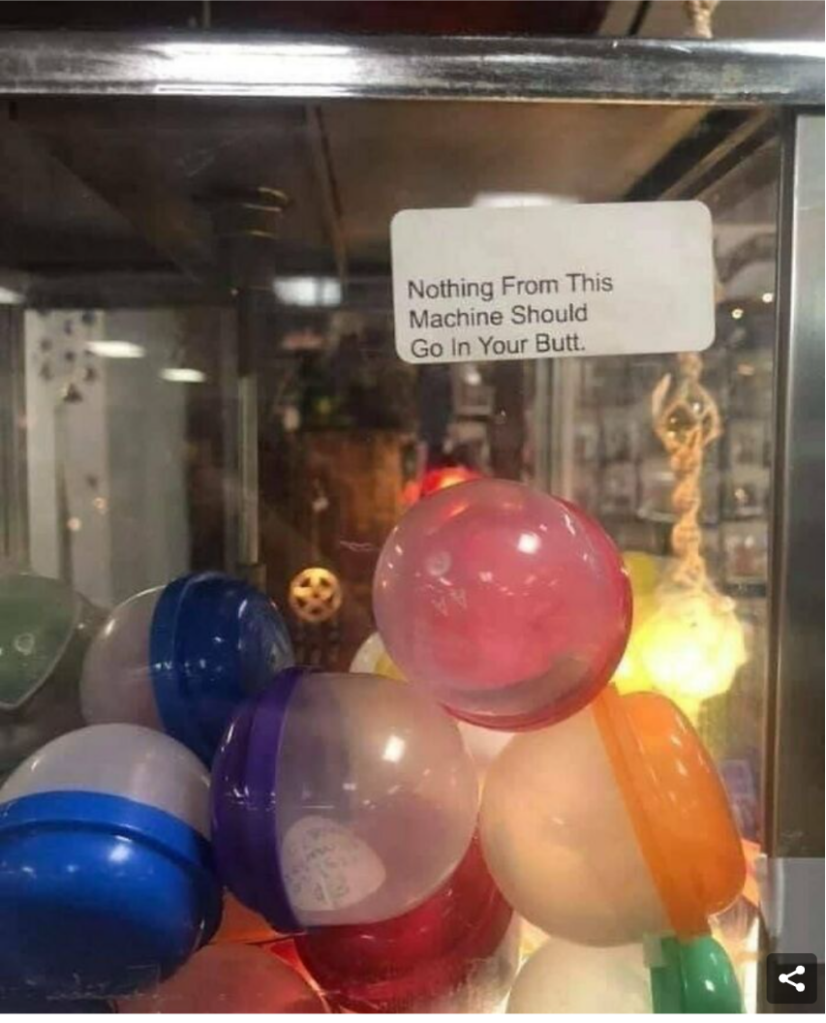 Nothing From This
Machine Should
Go In Your Butt.